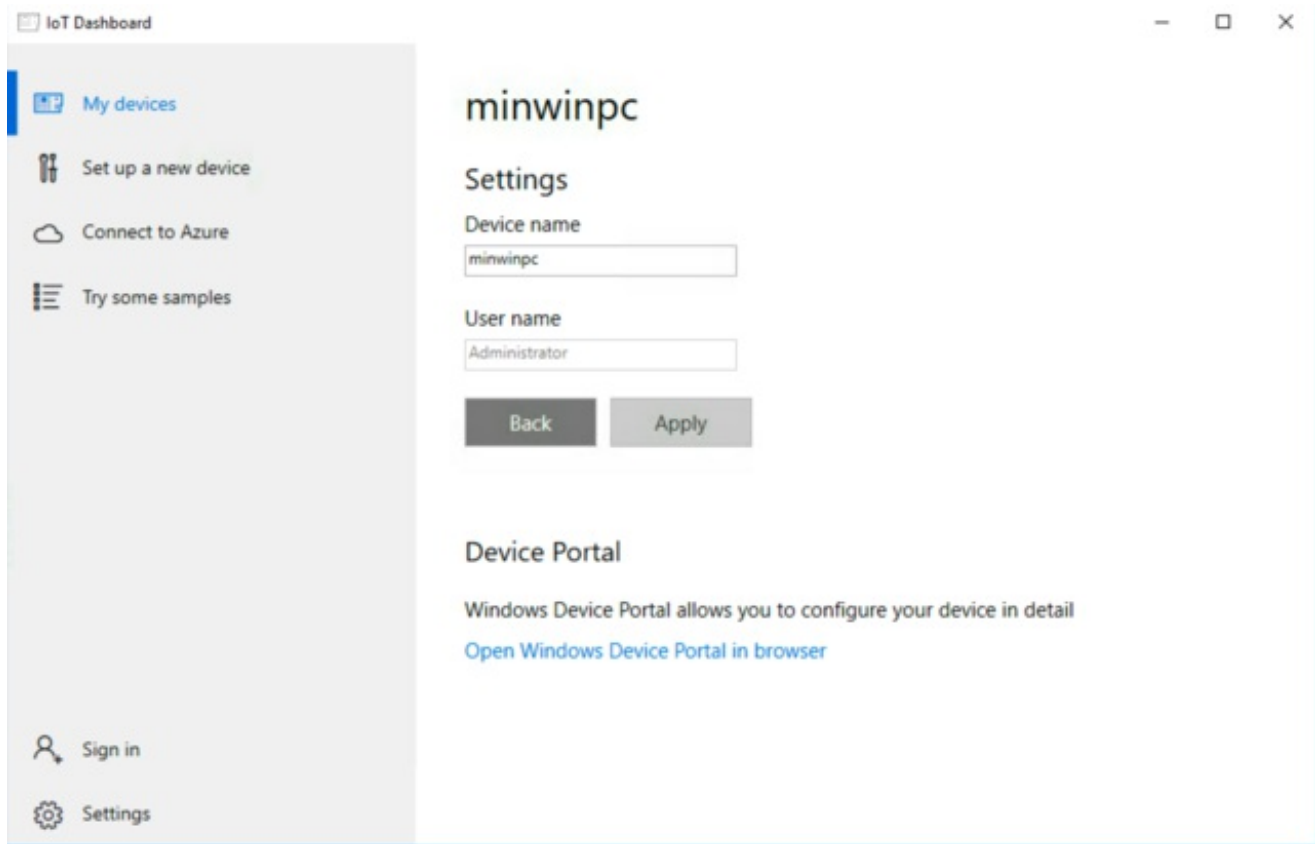 IoT Dashboard
My devices
Set up a new device
Connect to Azure
Try some samples
Sign in
Settings
minwinpc
Settings
Device name
minwinpc
User name
Administrator
Back Apply
Device Portal
Windows Device Portal allows you to configure your device in detail
Open Windows Device Portal in browser